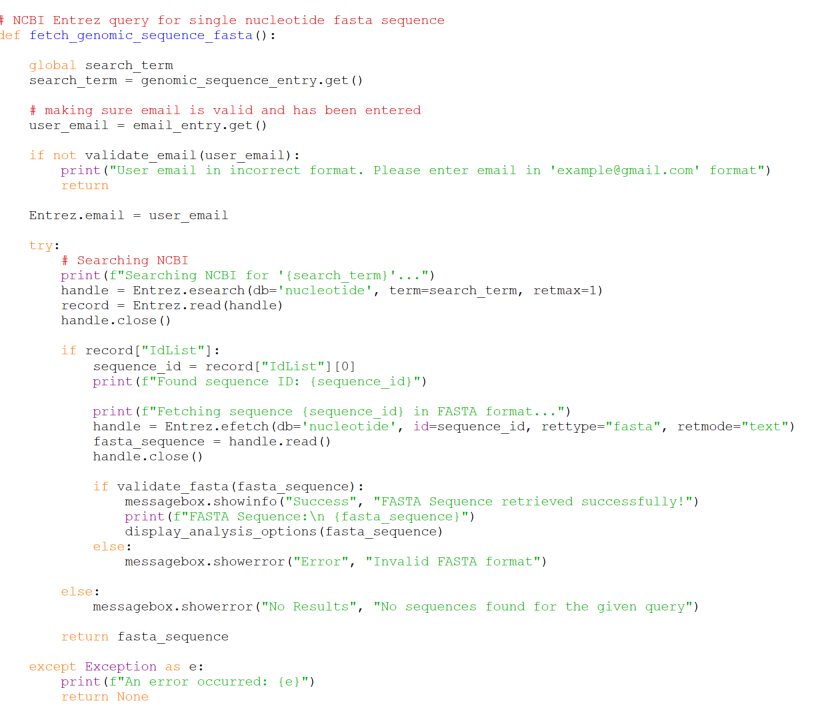 # NCBI Entrez query for single nucleotide fasta sequence
def fetch_genomic_sequence_fasta():
    global search_term
    search_term = genomic_sequence_entry.get()
    # making sure email is valid and has been entered
    user_email = email_entry.get()
    if not validate_email(user_email):
        print("User email in incorrect format. Please enter email in 'example@gmail.com' format")
        return
    Entrez.email = user_email
    try:
        # Searching NCBI
        print(f"Searching NCBI for '{search_term}'...")
        handle = Entrez.esearch(db='nucleotide', term=search_term, retmax=1)
        record = Entrez.read(handle)
        handle.close()
        if record["IdList"]:
            sequence_id = record["IdList"][0]
            print(f"Found sequence ID: {sequence_id}")
            print(f"Fetching sequence {sequence_id} in FASTA format...")
            handle = Entrez.efetch(db='nucleotide', id=sequence_id, rettype="fasta", retmode="text")
            fasta_sequence = handle.read()
            handle.close()
            if validate_fasta(fasta_sequence):
                messagebox.showinfo("Success", "FASTA Sequence retrieved successfully!")
                print(f"FASTA Sequence:\n {fasta_sequence}")
                display_analysis_options(fasta_sequence)
            else:
                messagebox.showerror("Error", "Invalid FASTA format")
        else:
            messagebox.showerror("No Results", "No sequences found for the given query")
        return fasta_sequence
    except Exception as e:
        print(f"An error occurred: {e}")
        return None